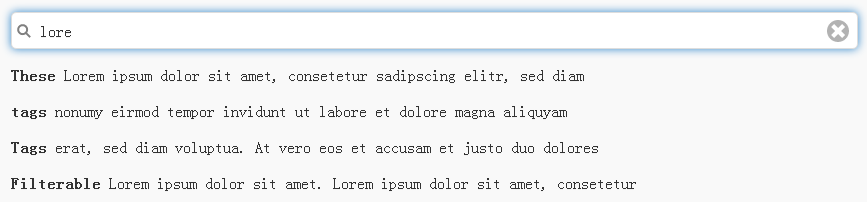 lore
These Lorem ipsum dolor sit amet, consetetur sadipscing elitr, sed diam
tags nonumy eirmod tempor invidunt ut labore et dolore magna aliquyam
Tags erat, sed diam voluptua. At vero eos et accusam et justo duo dolores
Filterable Lorem ipsum dolor sit amet. Lorem ipsum dolor sit amet, consetetur